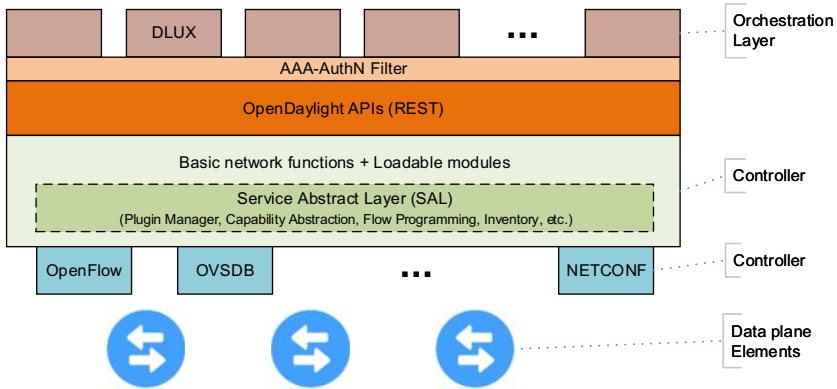 DLUX
...
Orchestration
Layer
AAA-AuthN Filter
OpenDaylight APIs (REST)
Basic network functions + Loadable modules
Controller
Service Abstract Layer (SAL)
(Plugin Manager, Capability Abstraction, Flow Programming, Inventory, etc.)
OpenFlow
OVSDB
...
NETCONF
Controller
Data plane
Elements